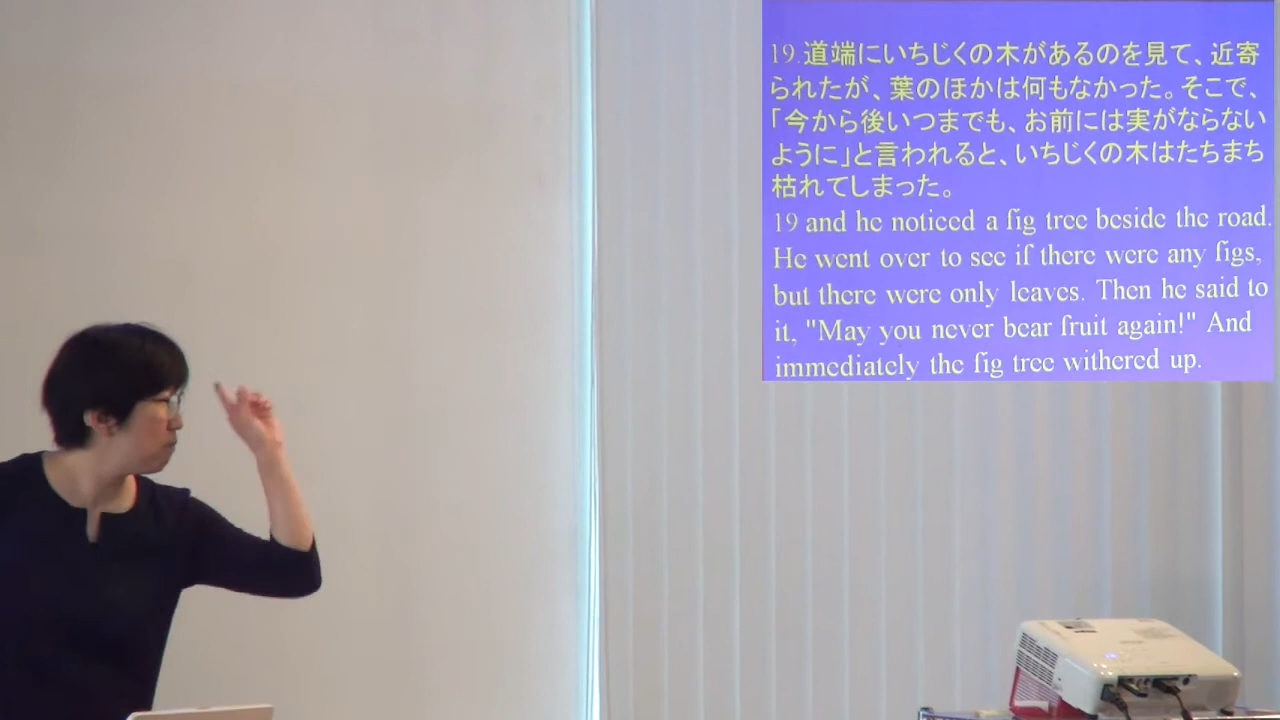 19.道端にいちじくの木があるのを見て、近寄
られたが、葉のほかは何もなかった。そこで、
「今から後いつまでも、お前には実がならない
ように」と言われると、いちじくの木はたちまち
枯れてしまった。
19 and he noticed a fig tree beside the road.
He went over to see if there were any figs,
but there were only leaves. Then he said to
it, "May you never bear fruit again!" And
immediately the fig tree withered up.